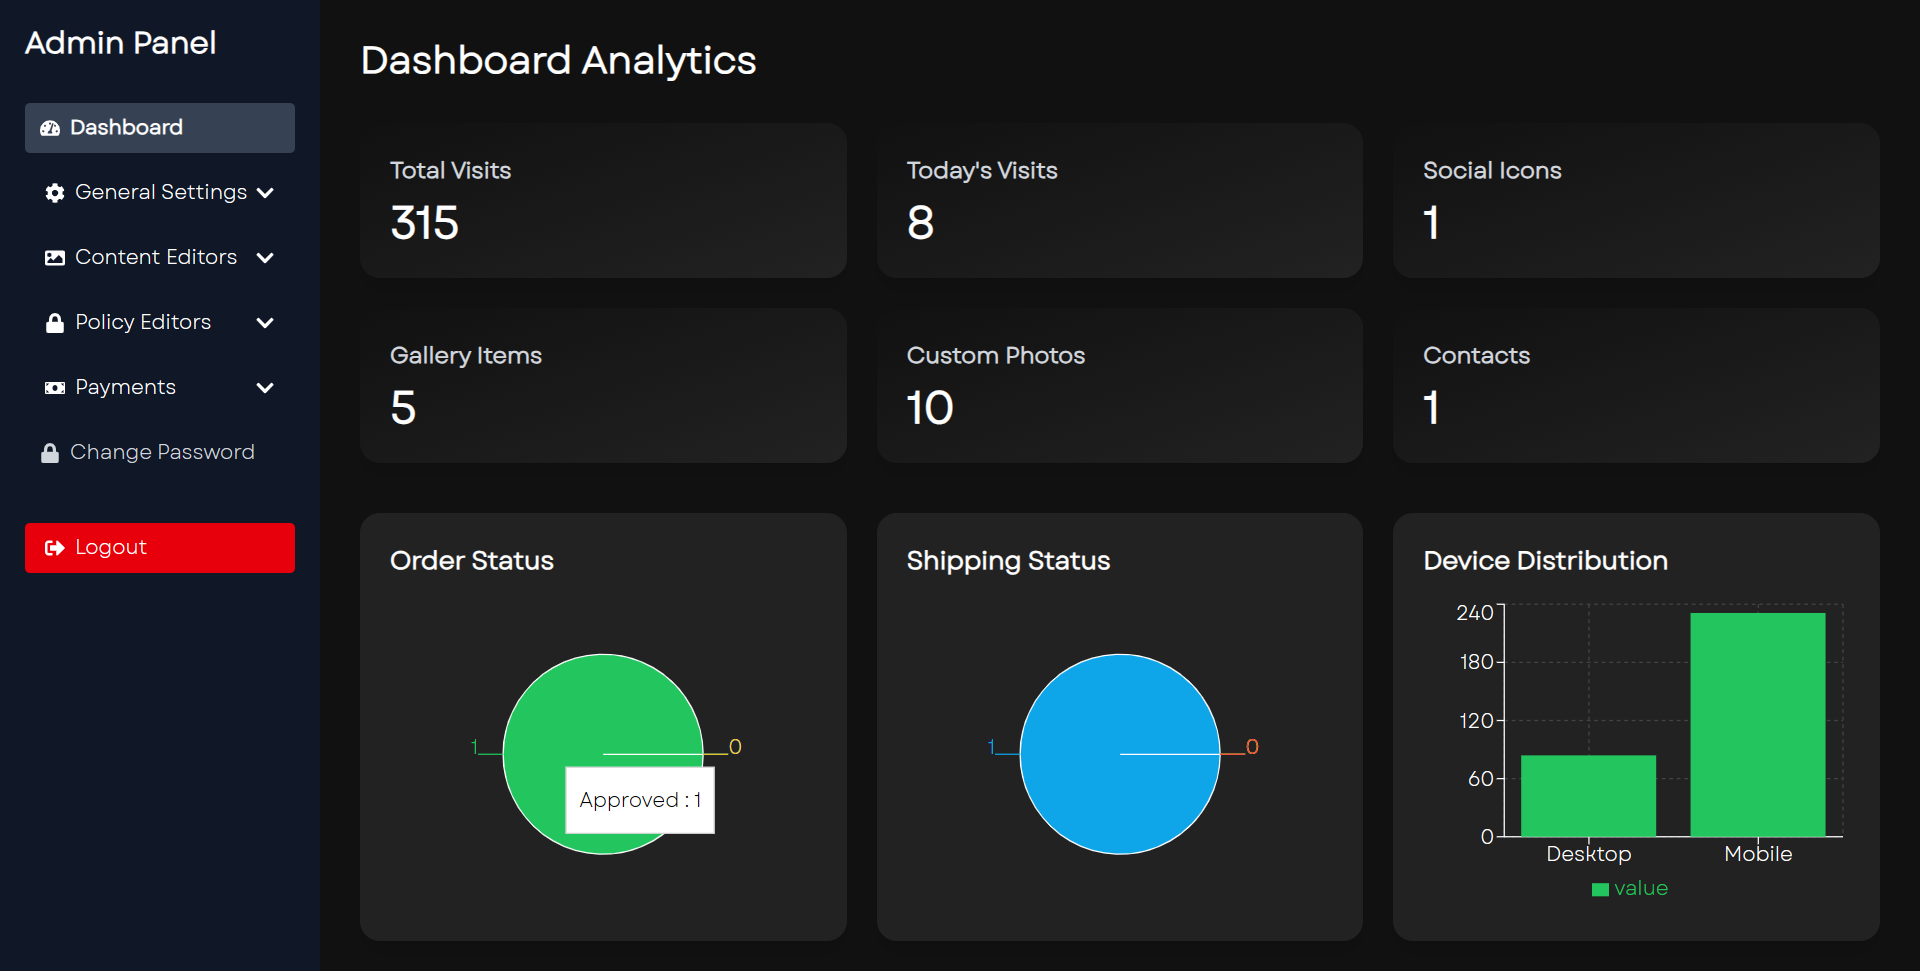 Admin Panel
Dashboard
General Settings
Content Editors
Policy Editors
Payments
Change Password
Logout
Dashboard Analytics
Total Visits
315
Today's Visits
8
Social Icons
1
Gallery Items
5
Custom Photos
10
Contacts
1
Order Status
1
0
Approved : 1
Shipping Status
1
0
Device Distribution
240
180
120
60
0
Desktop
Mobile
value